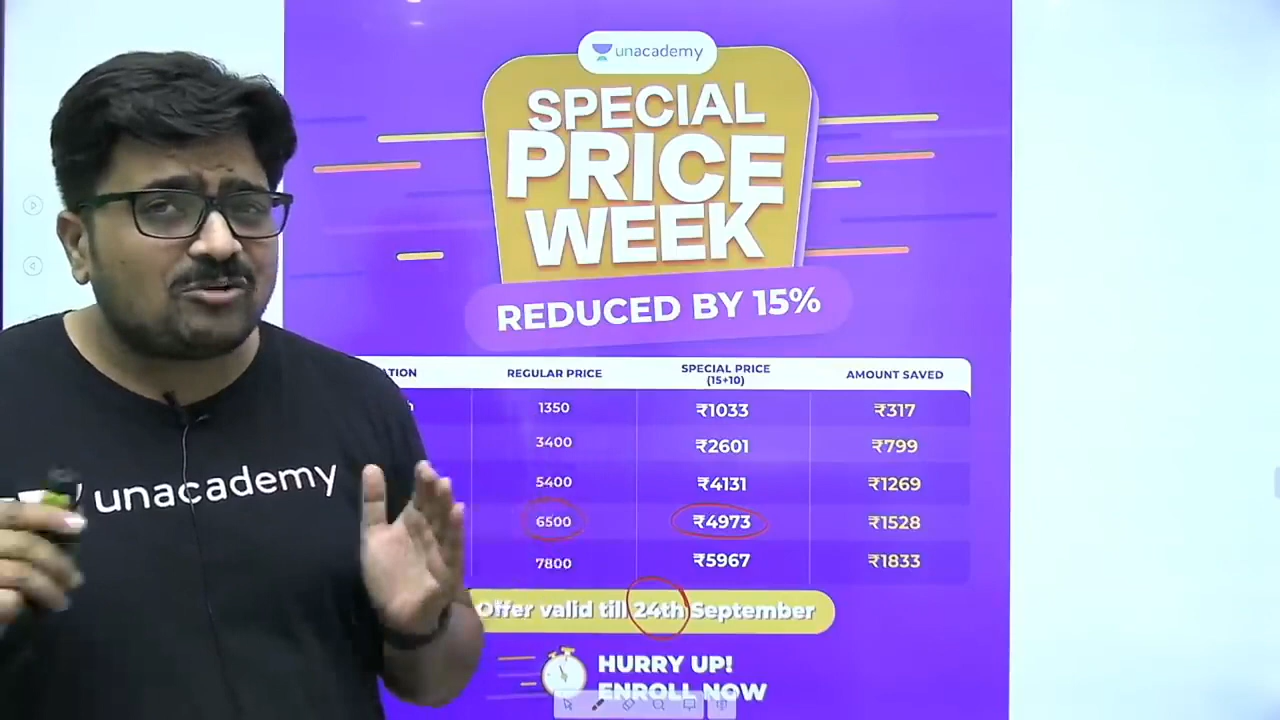 unacademy
SPECIAL
PRICE
WEEK
REDUCED BY 15%
REGULAR PRICE SPECIAL PRICE (15+10) AMOUNT SAVED
1350 ₹1033 ₹317
3400 ₹2601 ₹799
5400 ₹4131 ₹1269
6500 ₹4973 ₹1528
7800 ₹5967 ₹1833
Offer valid till 24th September
HURRY UP!
ENROLL NOW
unacademy